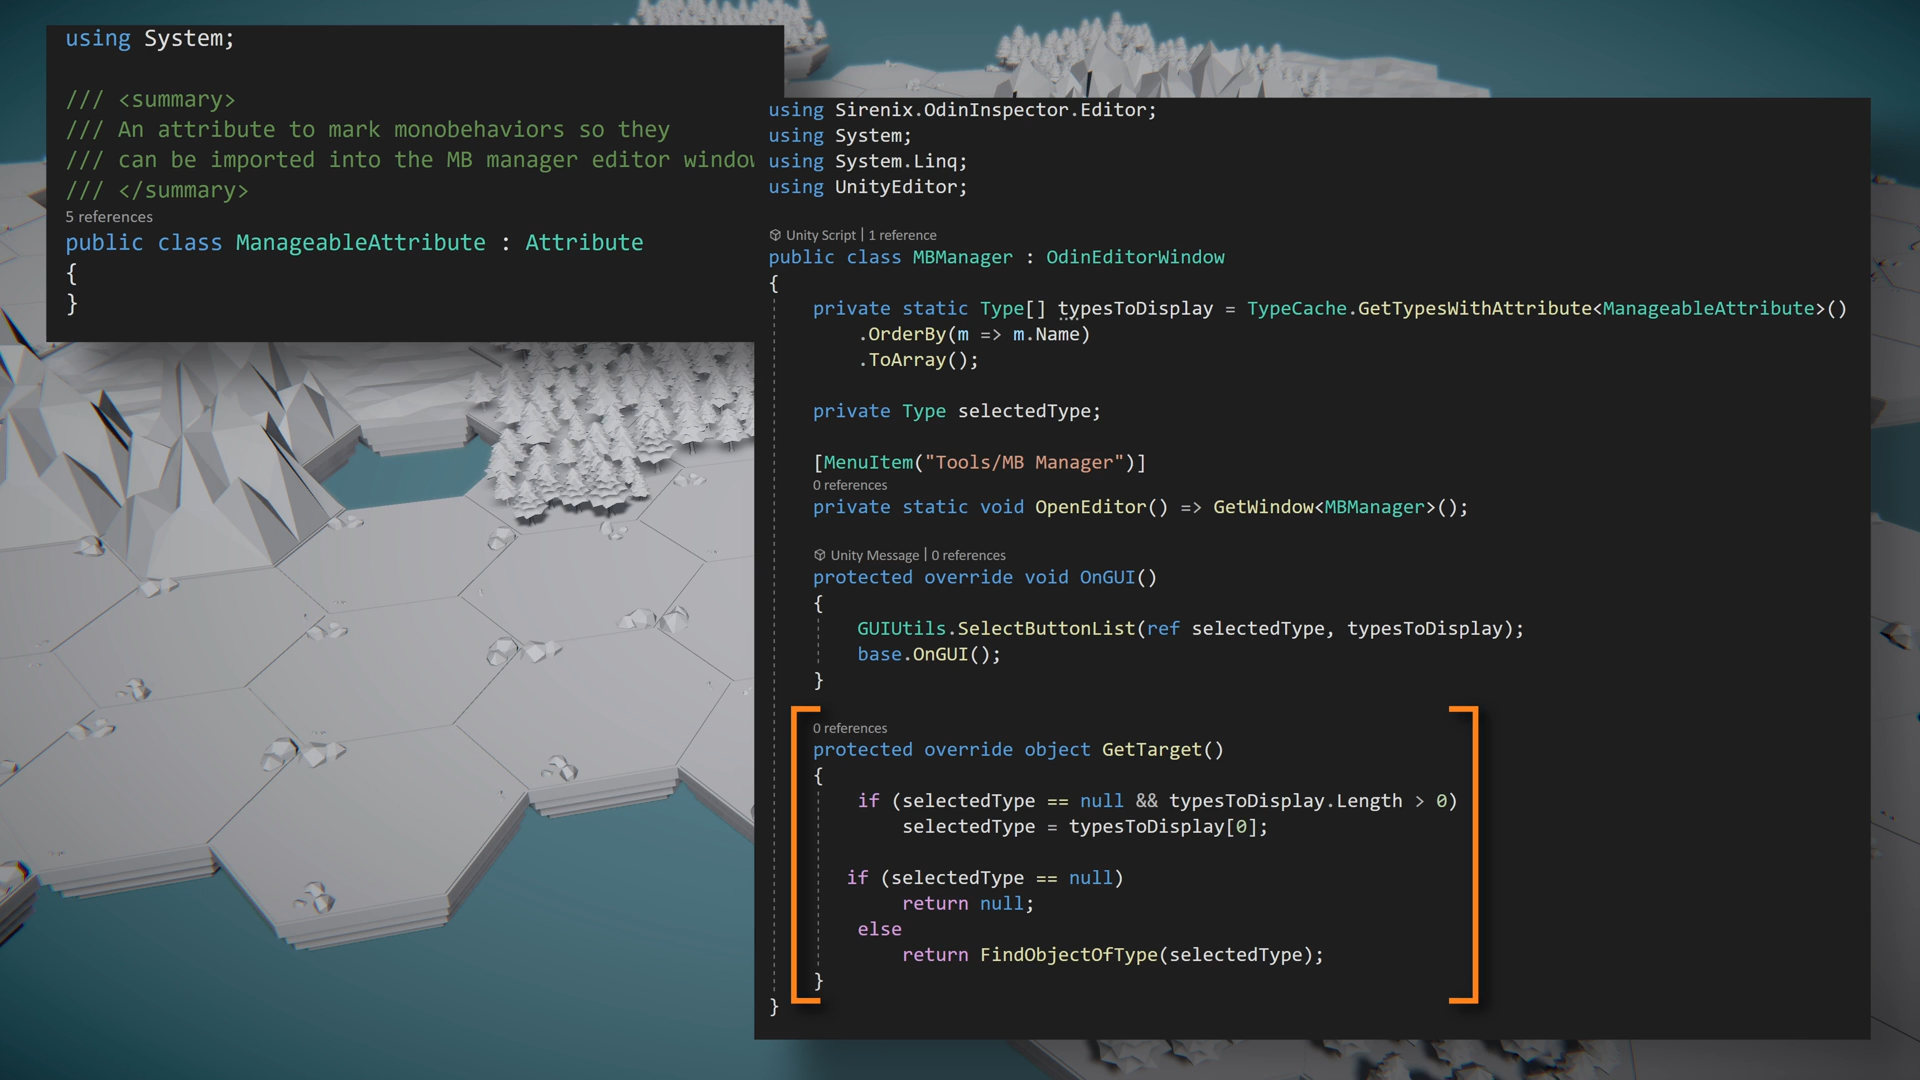 using System;
/// <summary>
/// An attribute to mark monobehaviors so they
/// can be imported into the MB manager editor window
/// </summary>
5 references
public class ManageableAttribute : Attribute
{
}
using Sirenix.OdinInspector.Editor;
using System;
using System.Linq;
using UnityEditor;
Unity Script | 1 reference
public class MBManager : OdinEditorWindow
{
private static Type[] typesToDisplay = TypeCache.GetTypesWithAttribute<ManageableAttribute>()
.OrderBy(m => m.Name)
.ToArray();
private Type selectedType;
[MenuItem("Tools/MB Manager")]
0 references
private static void OpenEditor() => GetWindow<MBManager>();
Unity Message | 0 references
protected override void OnGUI()
{
GUIUtils.SelectButtonList(ref selectedType, typesToDisplay);
base.OnGUI();
}
0 references
protected override object GetTarget()
{
if (selectedType == null && typesToDisplay.Length > 0)
selectedType = typesToDisplay[0];
if (selectedType == null)
return null;
else
return FindObjectOfType(selectedType);
}
}